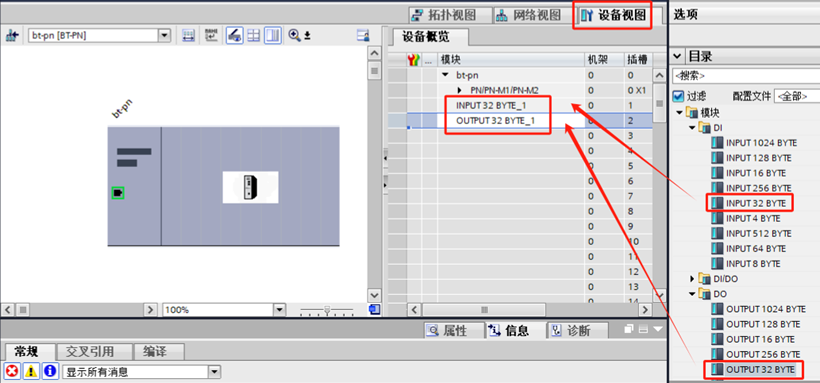 拓扑视图 网络视图 设备视图
选项
bt-pn [BT-PN]
设备概览
目录
模块 机架 插槽
... 
bt-pn 0 0
<搜索>
PN/PN-M1/PN-M2 0 0 X1
过滤 配置文件 <全部>
INPUT 32 BYTE_1 0 1
OUTPUT 32 BYTE_1 0 2
0 3
0 4
0 5
0 6
0 7
0 8
0 9
0 10
0 11
0 12
0 13
0 14
bt-pn
模块
DI
INPUT 1024 BYTE
INPUT 128 BYTE
INPUT 16 BYTE
INPUT 256 BYTE
INPUT 32 BYTE
INPUT 4 BYTE
INPUT 512 BYTE
INPUT 64 BYTE
INPUT 8 BYTE
DI/DO
DO
OUTPUT 1024 BYTE
OUTPUT 128 BYTE
OUTPUT 16 BYTE
OUTPUT 256 BYTE
OUTPUT 32 BYTE
100%
属性 信息 诊断
常规 交叉引用 编译
显示所有消息